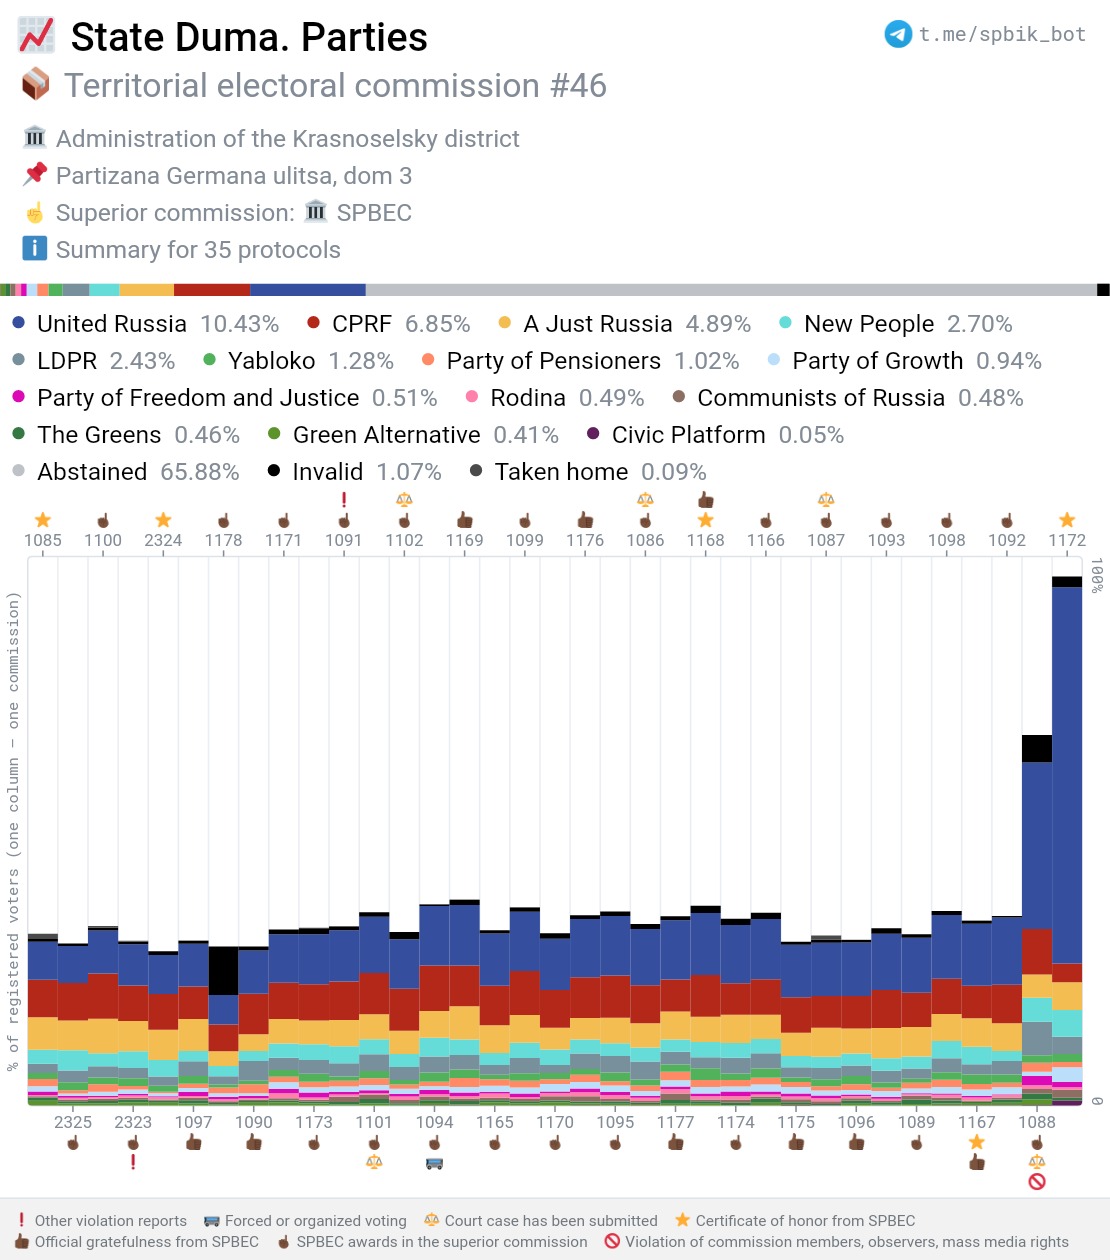 State Duma. Parties
t.me/spbik_bot
Territorial electoral commission #46
Administration of the Krasnoselsky district
Partizana Germana ulitsa, dom 3
Superior commission: SPBEC
Summary for 35 protocols
United Russia 10.43% CPRF 6.85% A Just Russia 4.89% New People 2.70%
LDPR 2.43% Yabloko 1.28% Party of Pensioners 1.02% Party of Growth 0.94%
Party of Freedom and Justice 0.51% Rodina 0.49% Communists of Russia 0.48%
The Greens 0.46% Green Alternative 0.41% Civic Platform 0.05%
Abstained 65.88% Invalid 1.07% Taken home 0.09%
1085 1100 2324 1178 1171 1091 1102 1169 1099 1176 1086 1168 1166 1087 1093 1098 1092 1172
100%
% of registered voters (one column – one commission)
0
2325 2323 1097 1090 1173 1101 1094 1165 1170 1095 1177 1174 1175 1096 1089 1167 1088
Other violation reports Forced or organized voting Court case has been submitted Certificate of honor from SPBEC
Official gratefulness from SPBEC SPBEC awards in the superior commission Violation of commission members, observers, mass media rights